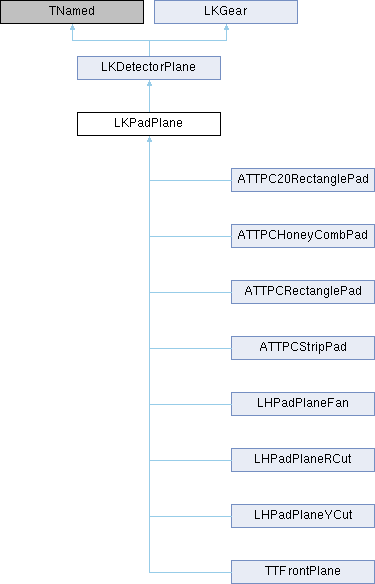 TNamed
LKGear
LKDetectorPlane
LKPadPlane
ATTPC20RectanglePad
ATTPCHoneyCombPad
ATTPCRectanglePad
ATTPCStripPad
LHPadPlaneFan
LHPadPlaneRCut
LHPadPlaneYCut
TTFrontPlane